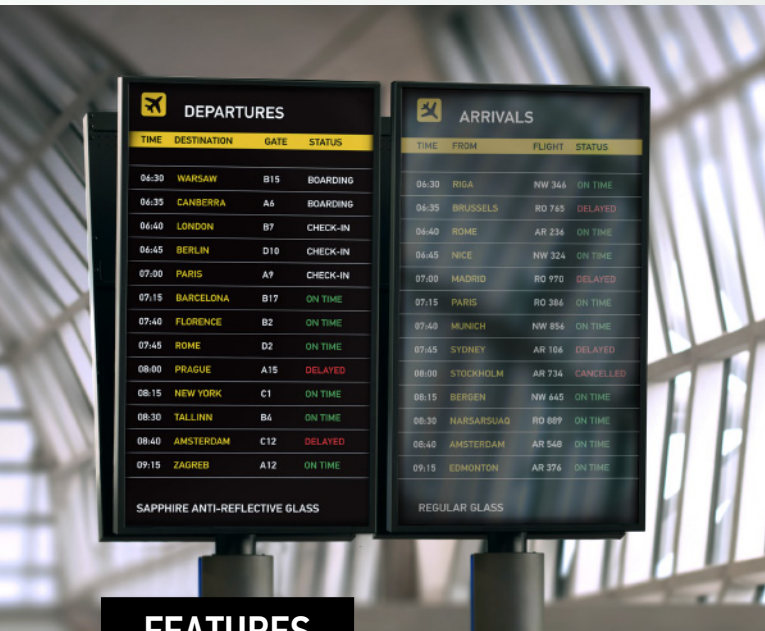 DEPARTURES
TIME DESTINATION GATE STATUS
06:30 WARSAW B15 BOARDING
06:35 CANBERRA A6 BOARDING
06:40 LONDON B7 CHECK-IN
06:45 BERLIN D10 CHECK-IN
07:00 PARIS A9 CHECK-IN
07:15 BARCELONA B17 ON TIME
07:40 FLORENCE B2 ON TIME
07:45 ROME D2 ON TIME
08:00 PRAGUE A15 DELAYED
08:15 NEW YORK C1 ON TIME
08:30 TALLINN B4 ON TIME
08:40 AMSTERDAM C12 DELAYED
09:15 ZAGREB A12 ON TIME
SAPPHIRE ANTI-REFLECTIVE GLASS
ARRIVALS
TIME FROM FLIGHT STATUS
06:30 RIGA NW 346 ON TIME
06:35 BRUSSELS RO 765 DELAYED
06:40 ROME AR 236 ON TIME
06:45 NICE NW 324 ON TIME
07:00 MADRID RO 970 DELAYED
07:15 PARIS RO 386 ON TIME
07:40 MUNICH NW 856 ON TIME
07:45 SYDNEY AR 106 DELAYED
08:00 STOCKHOLM AR 734 CANCELLED
08:15 BERGEN NW 645 ON TIME
08:30 NARSARSUAQ RO 889 ON TIME
08:40 AMSTERDAM AR 548 ON TIME
09:15 EDMONTON AR 376 ON TIME
REGULAR GLASS
FEATURES